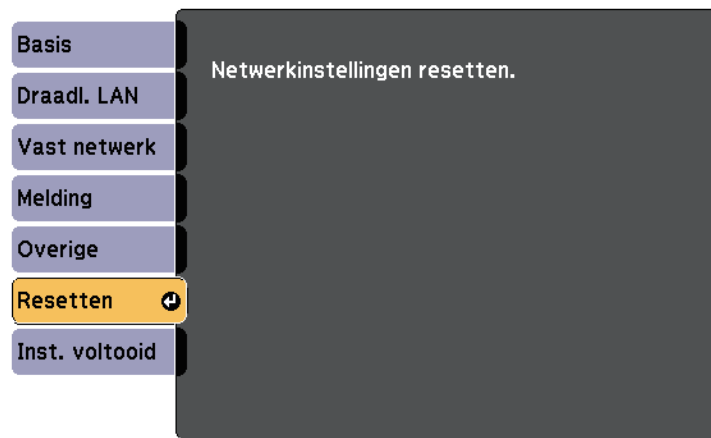 Basis
Netwerkinstellingen resetten.
Draadl. LAN
Vast netwerk
Melding
Overige
Resetten
Inst. voltooid